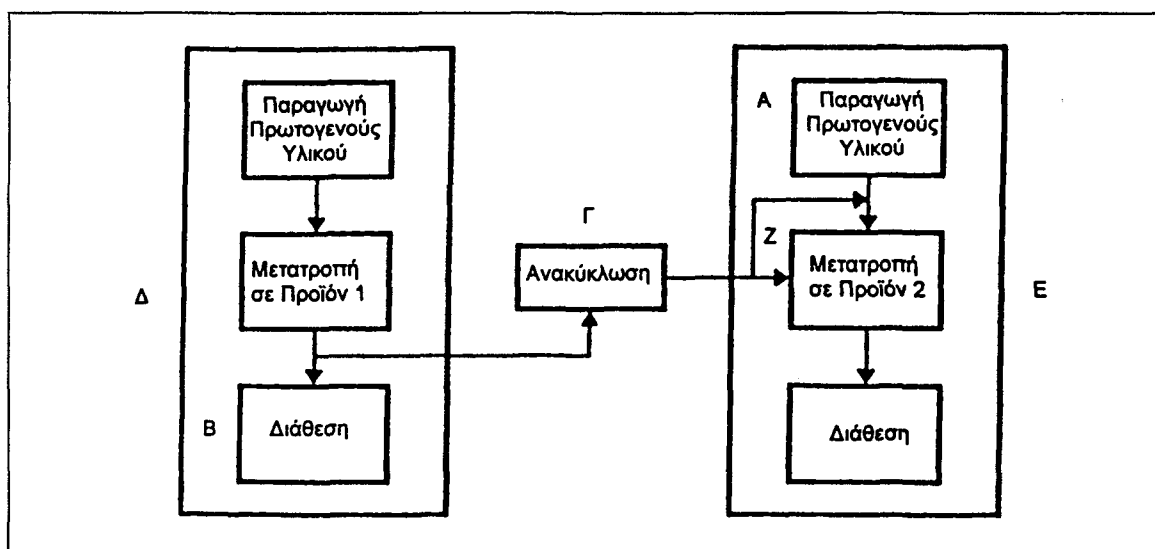 Παραγωγή
Πρωτογενούς
Υλικού
Μετατροπή
σε Προϊόν 1
Δ
Β
Διάθεση
Γ
Ανακύκλωση
Α
Παραγωγή
Πρωτογενούς
Υλικού
Ζ
Μετατροπή
σε Προϊόν 2
Ε
Διάθεση